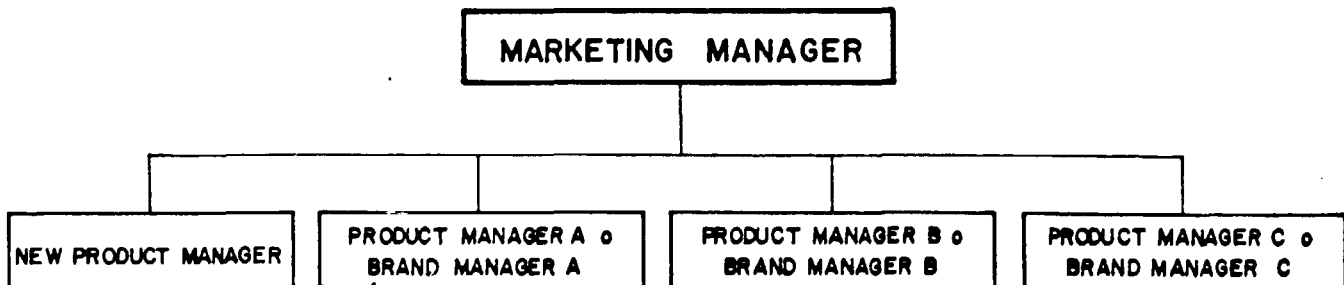 MARKETING MANAGER
NEW PRODUCT MANAGER
PRODUCT MANAGER A o
BRAND MANAGER A
PRODUCT MANAGER B o
BRAND MANAGER B
PRODUCT MANAGER C o
BRAND MANAGER C